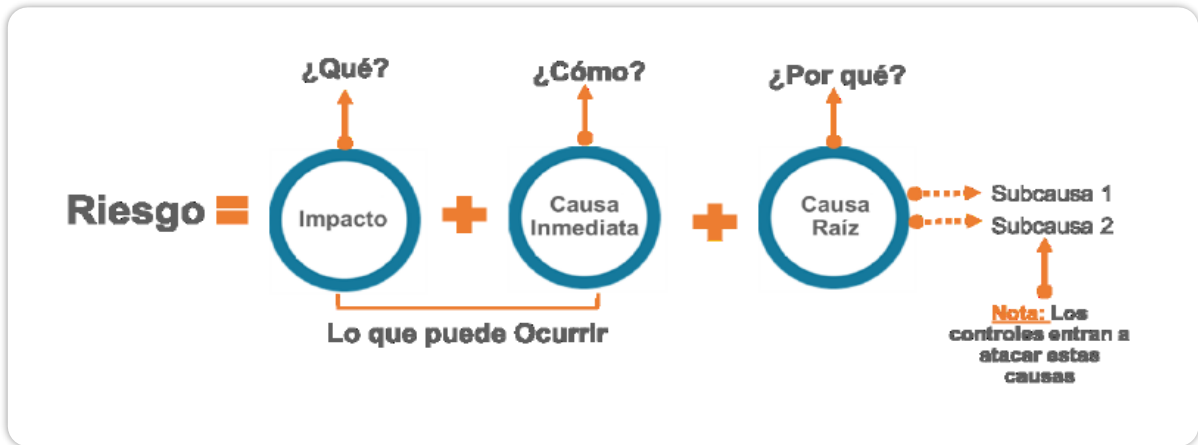 ¿Qué?
¿Cómo?
¿Por qué?
Riesgo =
Impacto
+
Causa
Inmediata
+
Causa
Raíz
Subcausa 1
Subcausa 2
Lo que puede Ocurrir
Nota: Los
controles entran a
atacar estas
causas